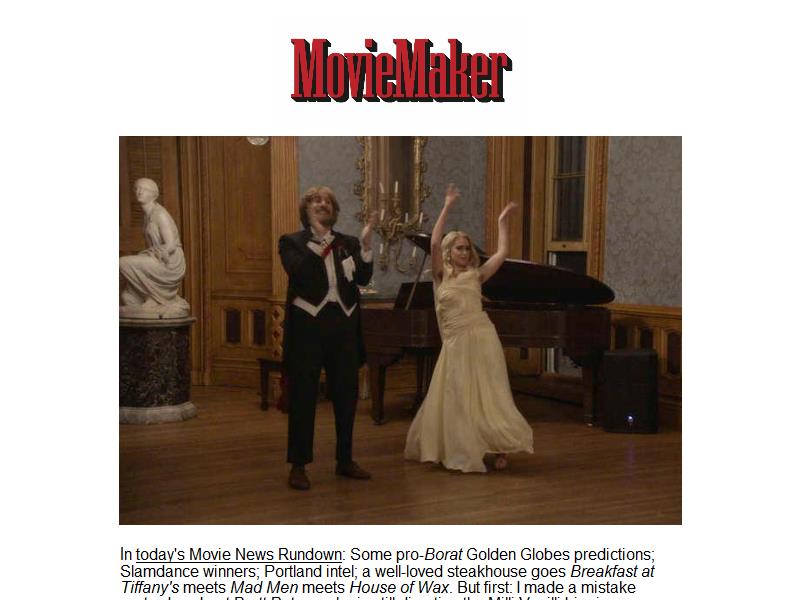 MovieMaker
In today's Movie News Rundown: Some pro-Borat Golden Globes predictions;
Slamdance winners; Portland intel; a well-loved steakhouse goes Breakfast at
Tiffany's meets Mad Men meets House of Wax. But first: I made a mistake